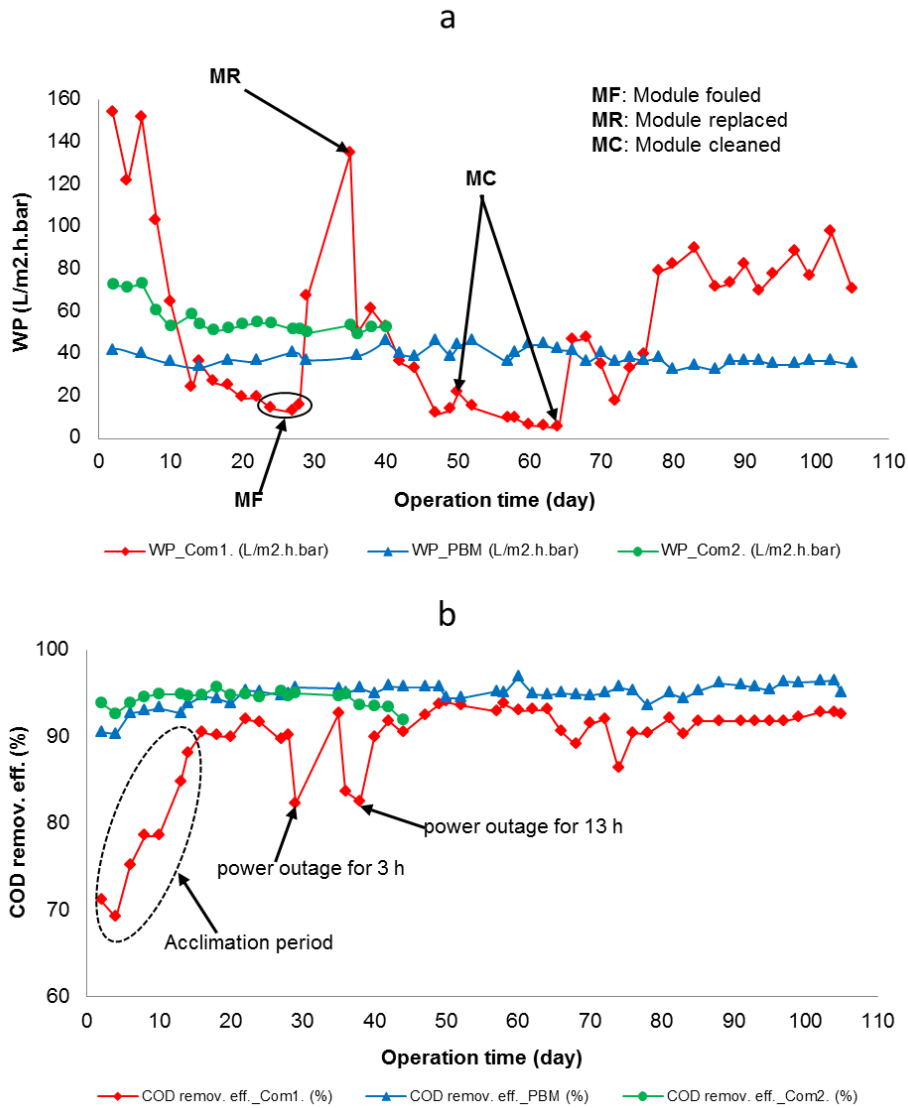 a
MR
MF: Module fouled
MR: Module replaced
MC: Module cleaned
MC
160
140
120
100
80
60
40
20
0
WP (L/m2.h.bar)
0 10 20 30 40 50 60 70 80 90 100 110
MF
Operation time (day)
WP_Com1. (L/m2.h.bar) WP_PBM (L/m2.h.bar) WP_Com2. (L/m2.h.bar)
b
100
90
80
70
60
COD remov. eff. (%)
power outage for 13 h
power outage for 3 h
Acclimation period
0 10 20 30 40 50 60 70 80 90 100 110
Operation time (day)
COD remov. eff._Com1. (%) COD remov. eff._PBM (%) COD remov. eff._Com2. (%)